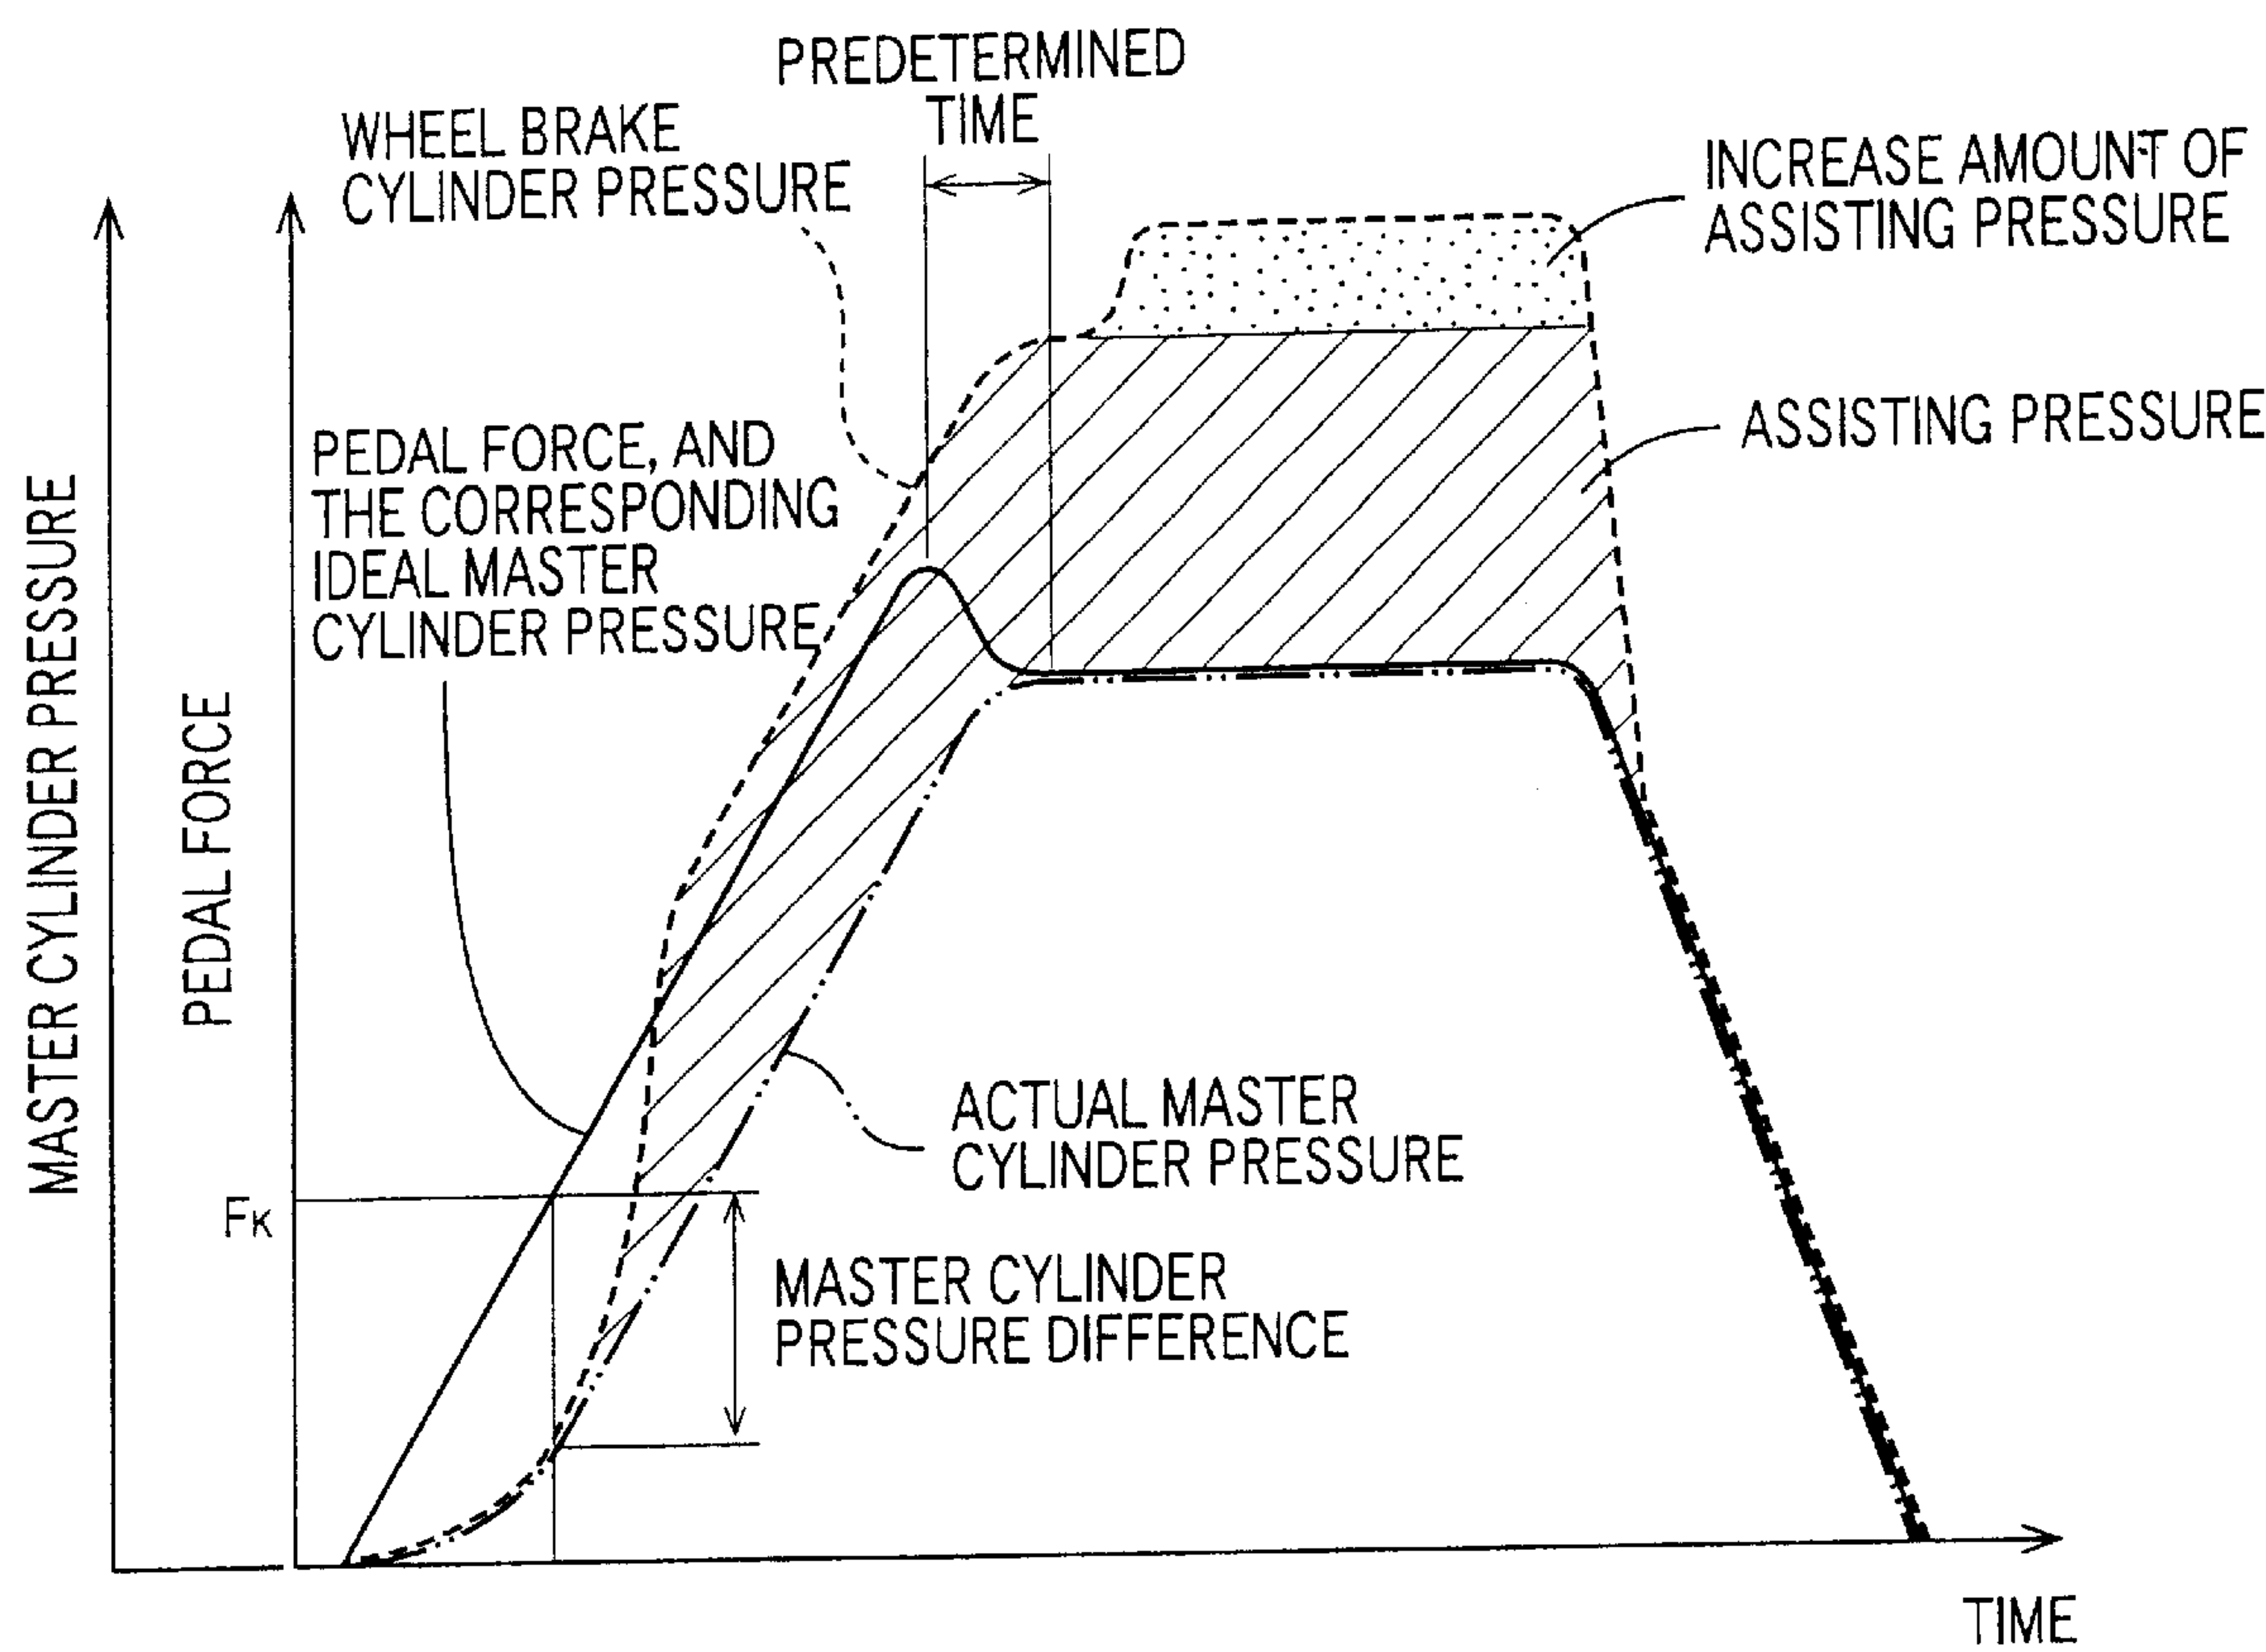 PREDETERMINED
TIME
WHEEL BRAKE
CYLINDER PRESSURE
INCREASE AMOUNT OF
ASSISTING PRESSURE
ASSISTING PRESSURE
PEDAL FORCE, AND
THE CORRESPONDING
IDEAL MASTER
CYLINDER PRESSURE
MASTER CYLINDER PRESSURE
PEDAL FORCE
ACTUAL MASTER
CYLINDER PRESSURE
FK
MASTER CYLINDER
PRESSURE DIFFERENCE
TIME